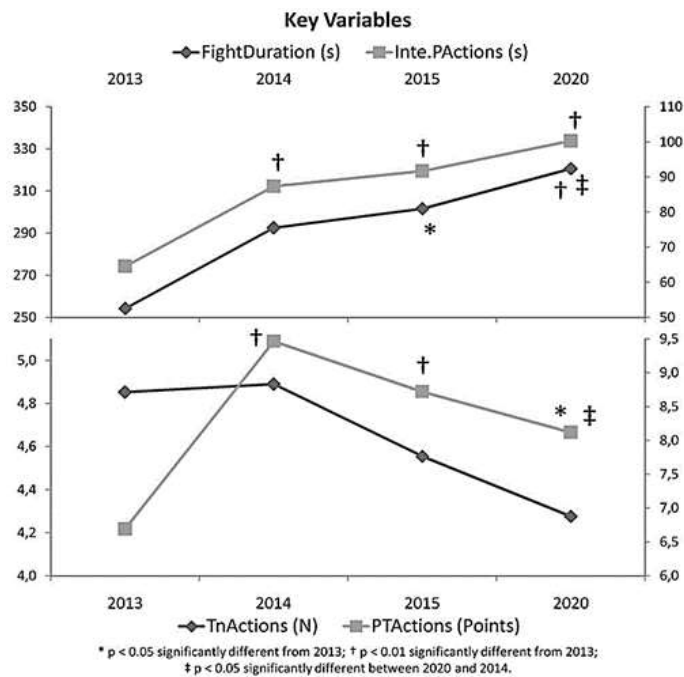 Key Variables
FightDuration (s) Inte.PActions (s)
2013 2014 2015 2020
350 110
330 † † † 100
90
310 † ‡ 80
290 * 70
270 60
250 50
5,0 † 9,5
† 9,0
4,8 * ‡ 8,5
4,6 8,0
7,5
4,4 7,0
4,2 6,5
4,0 6,0
2013 2014 2015 2020
TnActions (N) PTActions (Points)
* p < 0.05 significantly different from 2013; † p < 0.01 significantly different from 2013;
‡ p < 0.05 significantly different between 2020 and 2014.